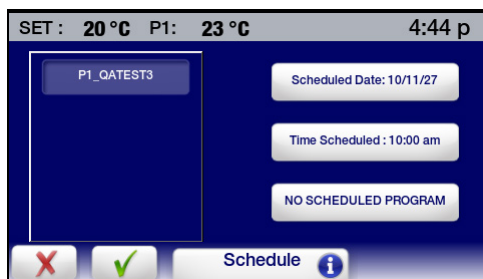 SET : 20 °C P1: 23 °C 4:44 p
P1_QATEST3
Scheduled Date: 10/11/27
Time Scheduled : 10:00 am
NO SCHEDULED PROGRAM
Schedule i